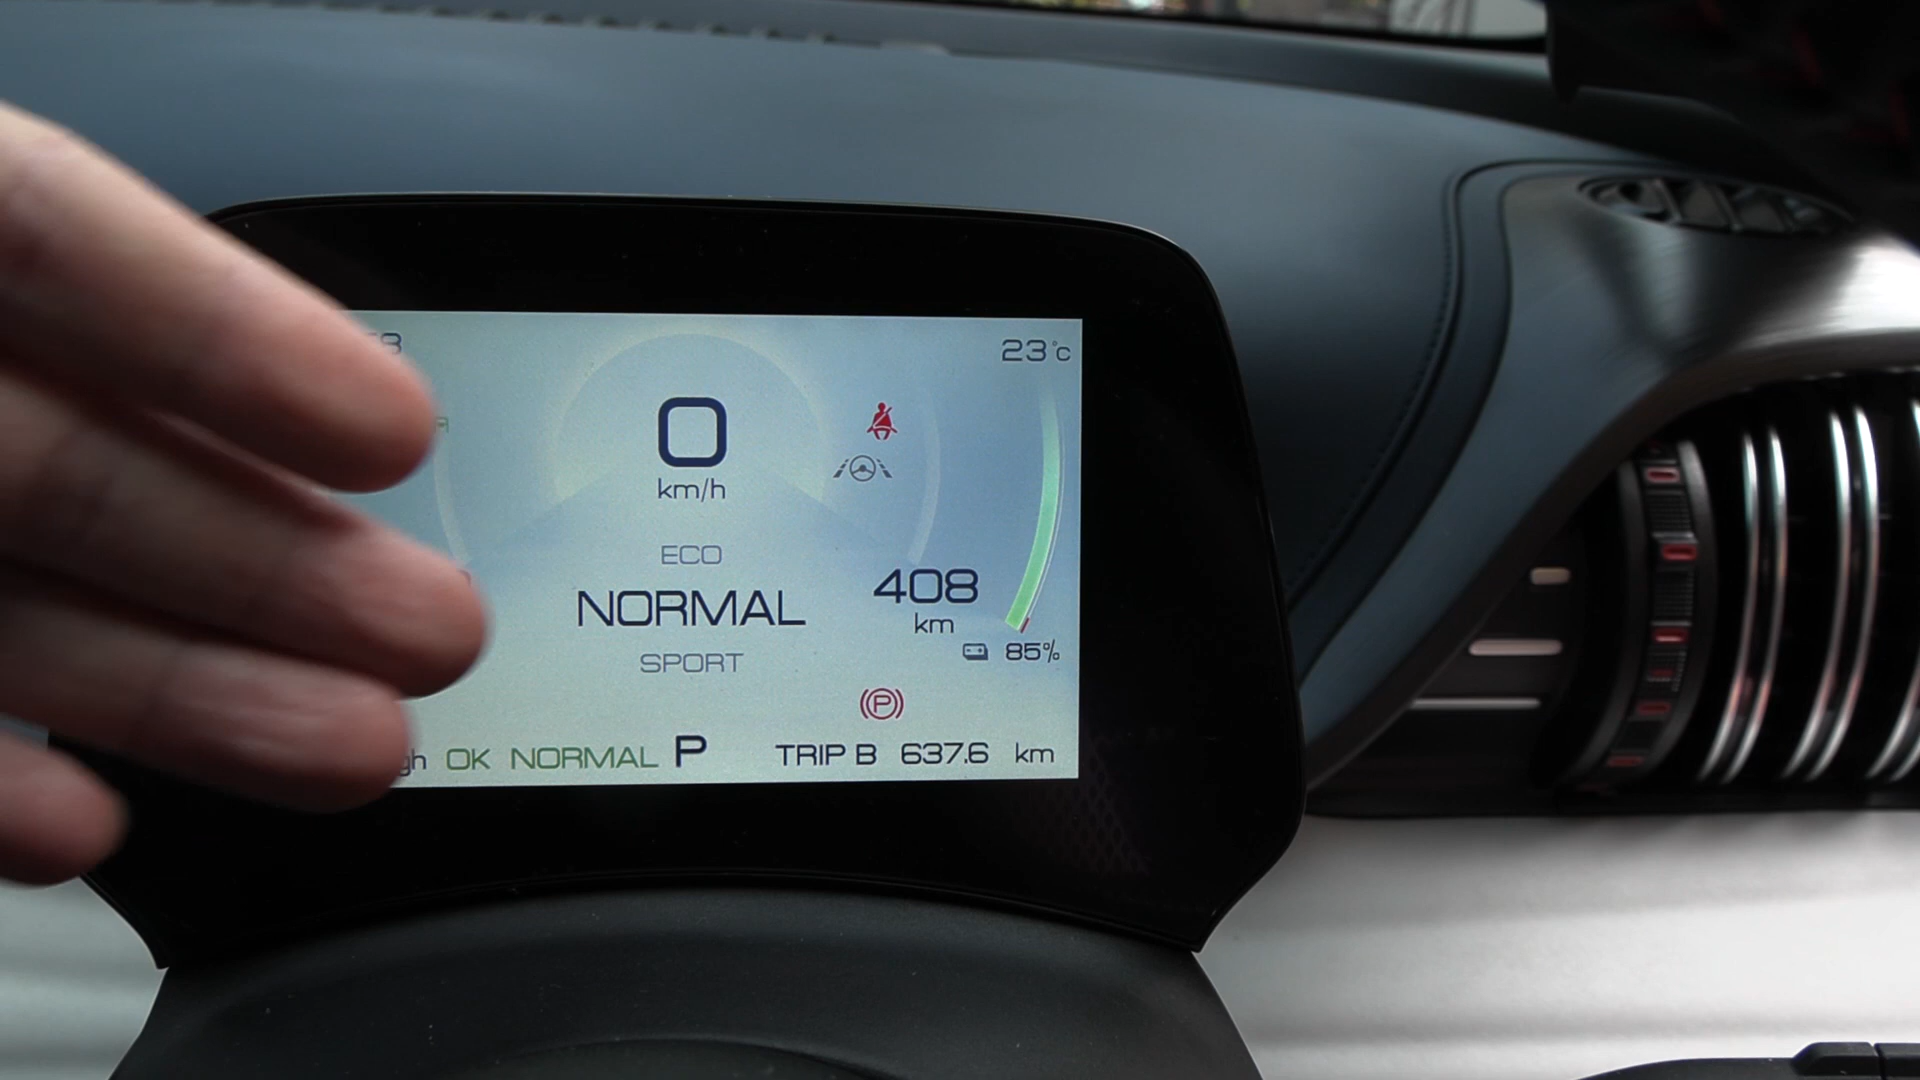 23°C
0
km/h
ECO
NORMAL
408
km
SPORT
85%
P
OK NORMAL P TRIP B 637.6 km